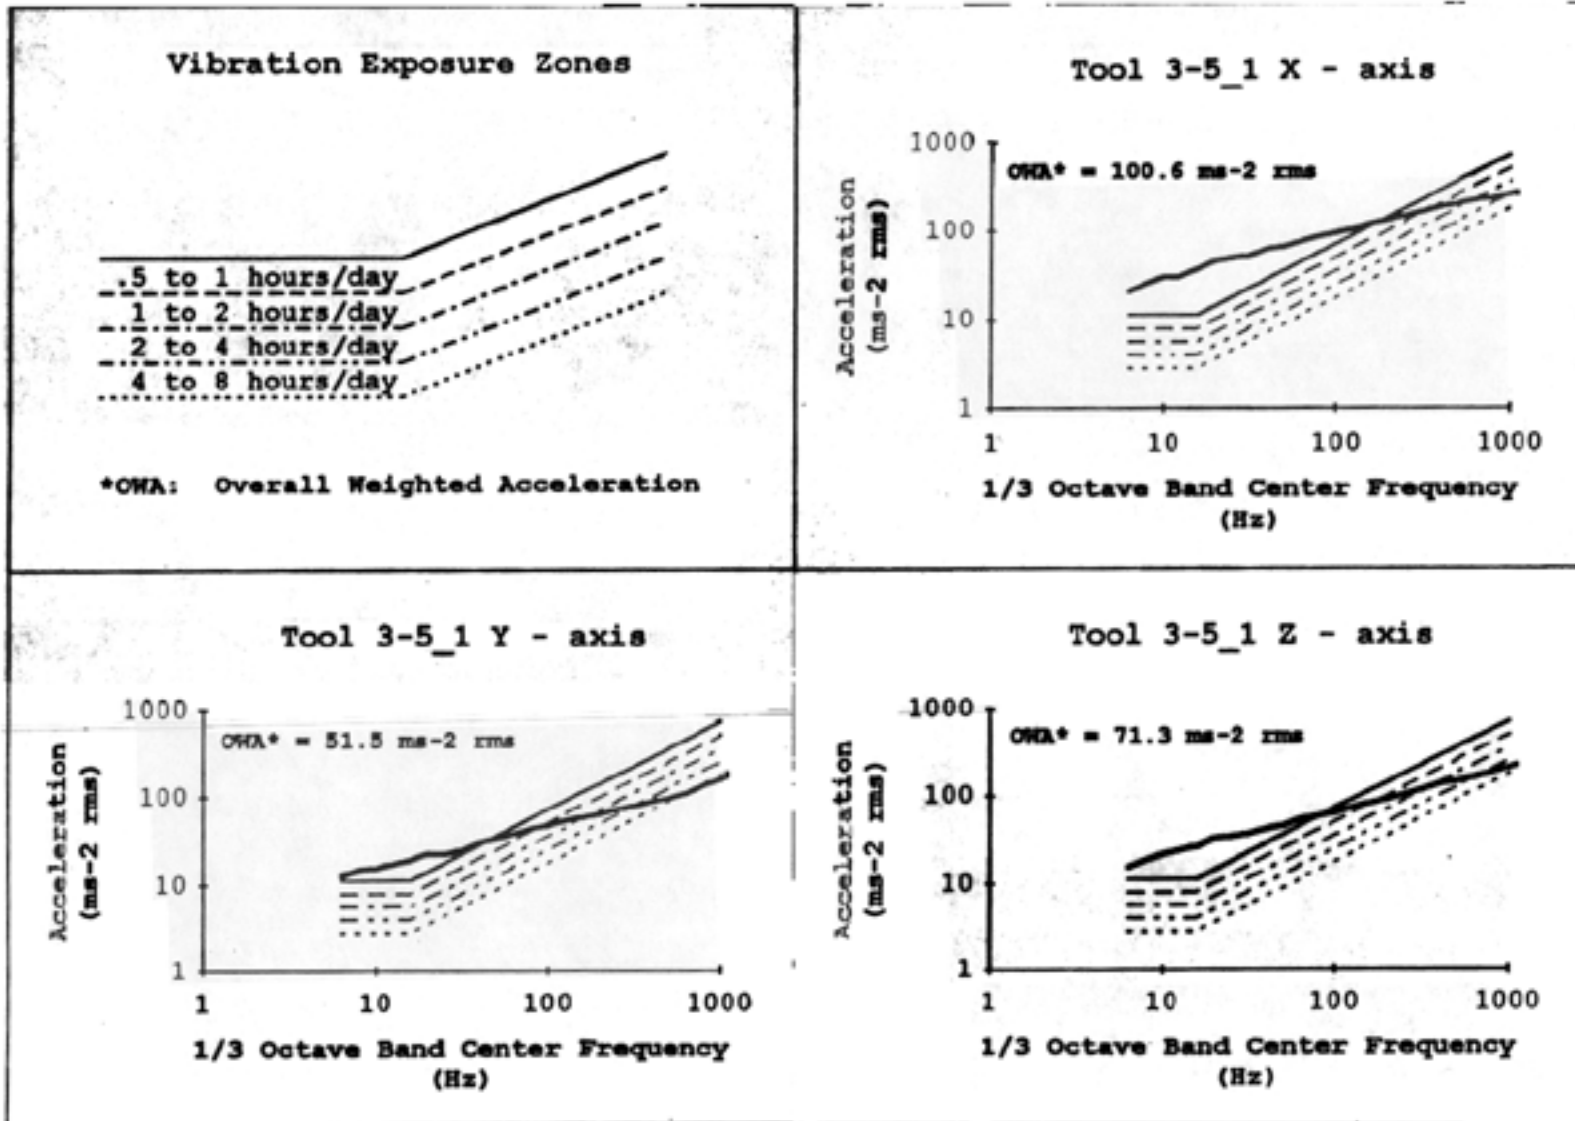 Vibration Exposure Zones
.5 to 1 hours/day
1 to 2 hours/day
2 to 4 hours/day
4 to 8 hours/day
*OWA: Overall Weighted Acceleration
Tool 3-5_1 X - axis
OWA* = 100.6 ms-2 rms
Acceleration
(ms-2 rms)
1000
100
10
1
1 10 100 1000
1/3 Octave Band Center Frequency
(Hz)
Tool 3-5_1 Y - axis
OWA* = 51.5 ms-2 rms
Acceleration
(ms-2 rms)
1000
100
10
1
1 10 100 1000
1/3 Octave Band Center Frequency
(Hz)
Tool 3-5_1 Z - axis
OWA* = 71.3 ms-2 rms
Acceleration
(ms-2 rms)
1000
100
10
1
1 10 100 1000
1/3 Octave Band Center Frequency
(Hz)